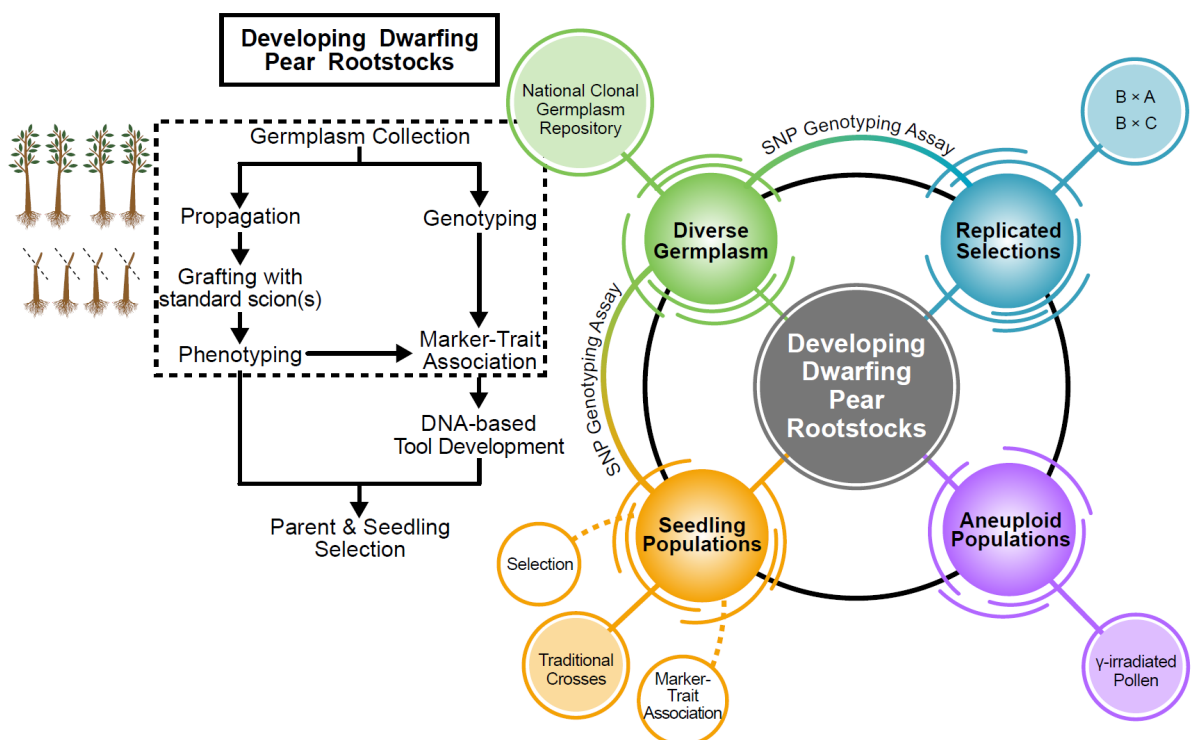 Developing Dwarfing
Pear Rootstocks
Germplasm Collection
Propagation
Genotyping
Grafting with
standard scion(s)
Phenotyping
Marker-Trait
Association
DNA-based
Tool Development
Parent & Seedling
Selection
National Clonal
Germplasm
Repository
SNP Genotyping Assay
B × A
B × C
Diverse
Germplasm
Replicated
Selections
SNP Genotyping Assay
Developing
Dwarfing
Pear
Rootstocks
Seedling
Populations
Aneuploid
Populations
Selection
Traditional
Crosses
Marker-
Trait
Association
γ-irradiated
Pollen